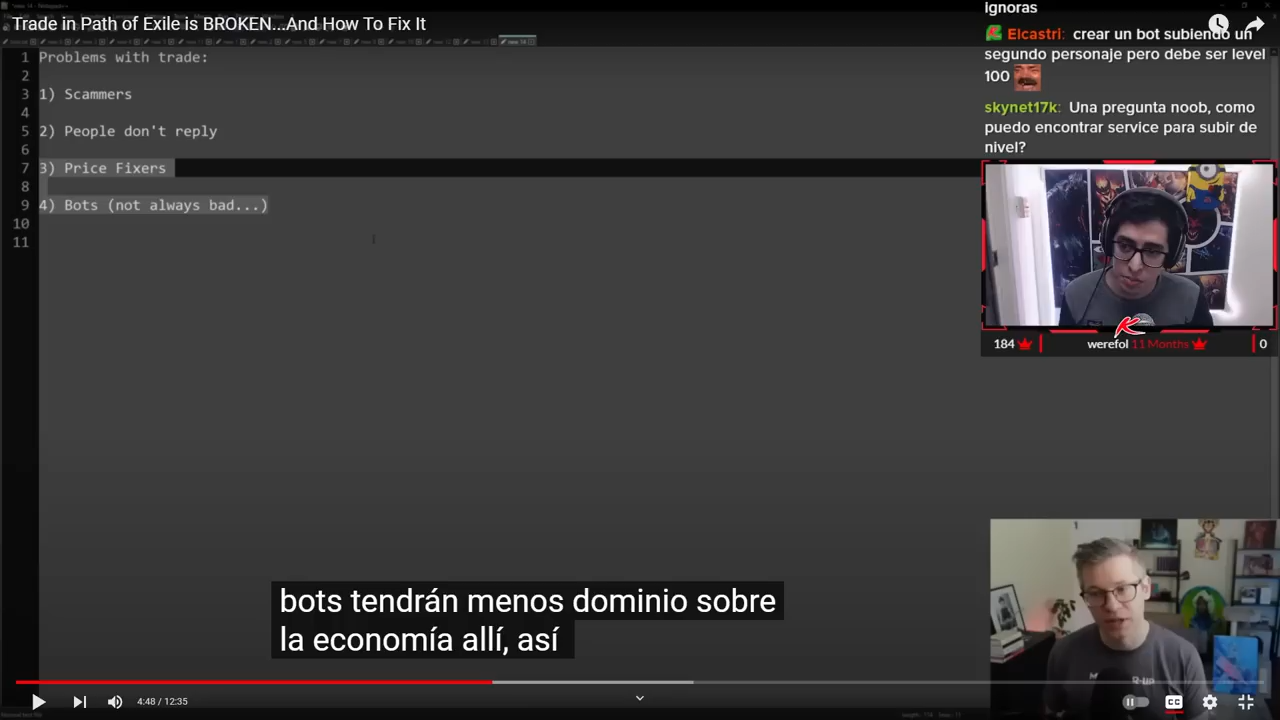 Trade in Path of Exile is BROKEN...And How To Fix It
1 Problems with trade:
2
3 1) Scammers
4
5 2) People don't reply
6
7 3) Price Fixers
8
9 4) Bots (not always bad...)
10
11
ignoras
Elcastri: crear un bot subiendo un
segundo personaje pero debe ser level
100
skynet17k: Una pregunta noob, como
puedo encontrar service para subir de
nivel?
184
werefol 11 Months
0
bots tendrán menos dominio sobre
la economía allí, así
4:48 / 12:35
CC